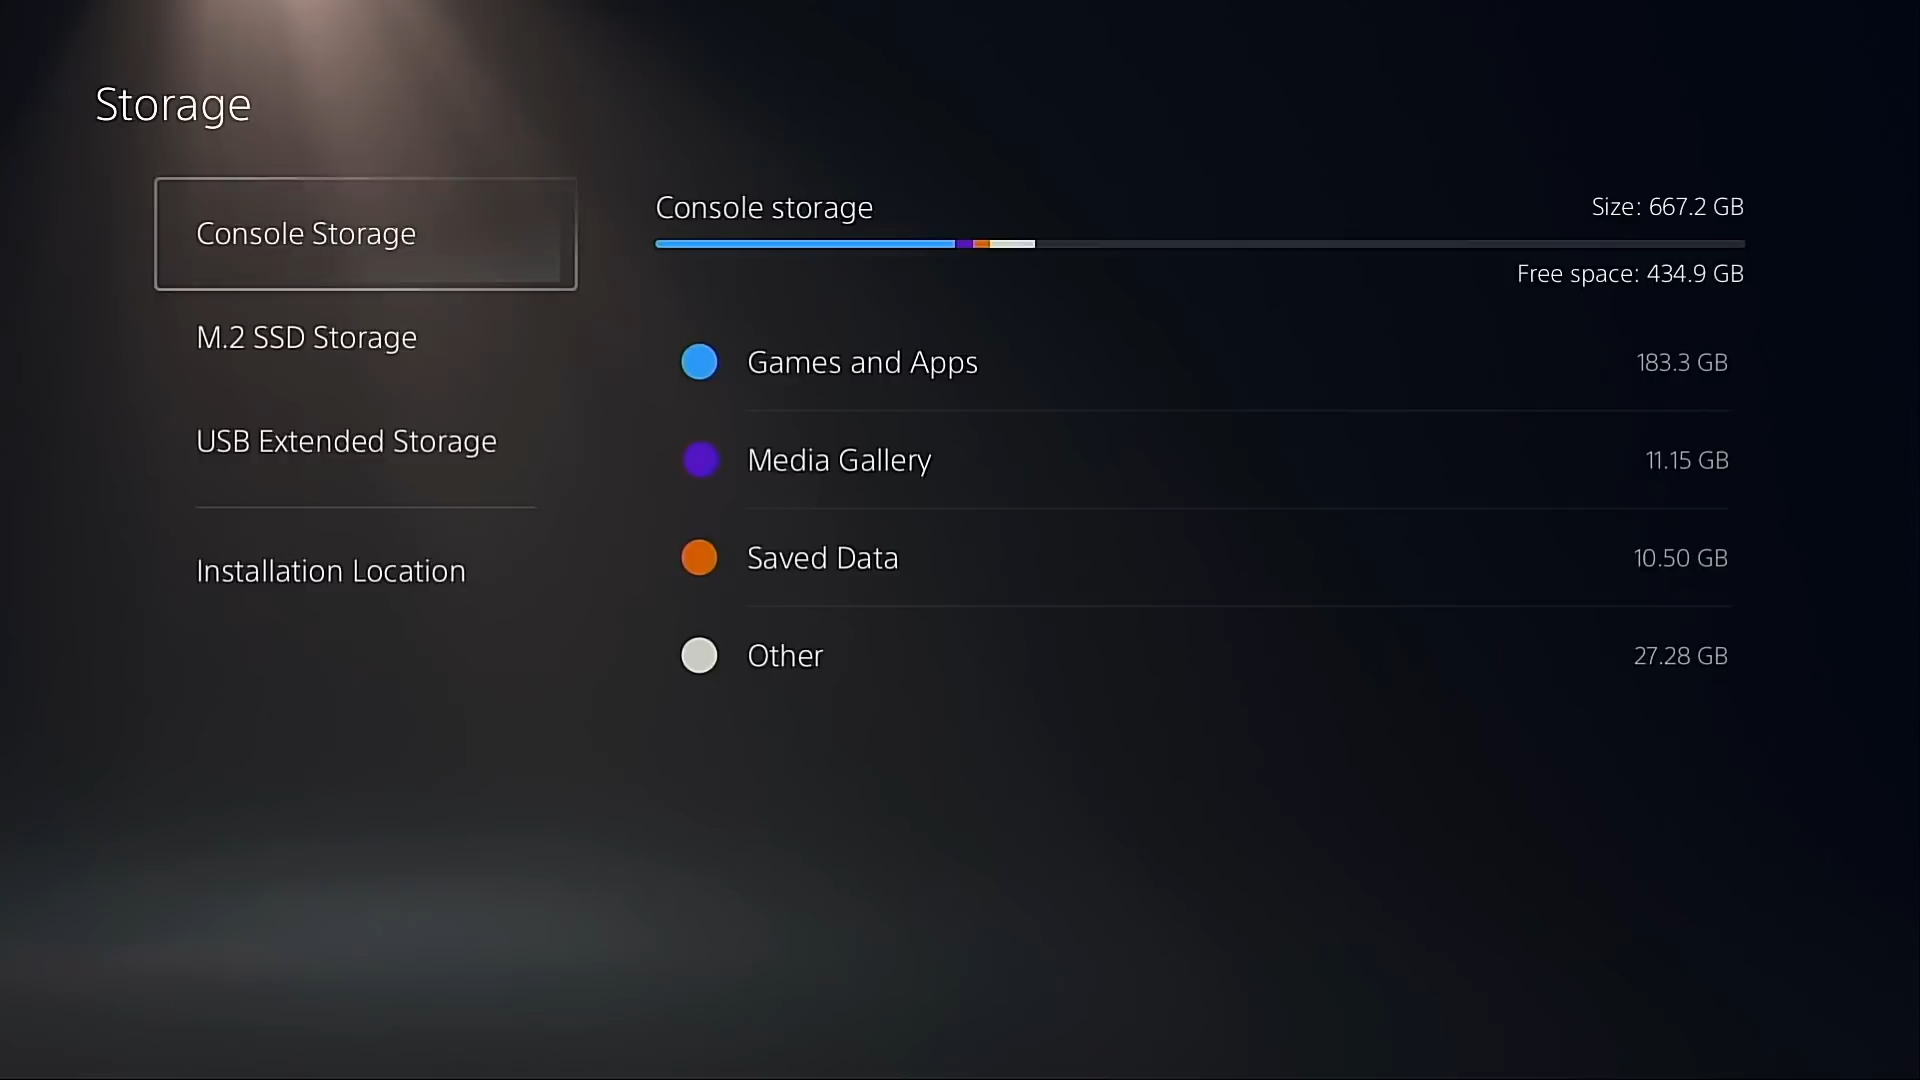 Storage
Console Storage
M.2 SSD Storage
USB Extended Storage
Installation Location
Console storage
Size: 667.2 GB
Free space: 434.9 GB
Games and Apps 183.3 GB
Media Gallery 11.15 GB
Saved Data 10.50 GB
Other 27.28 GB